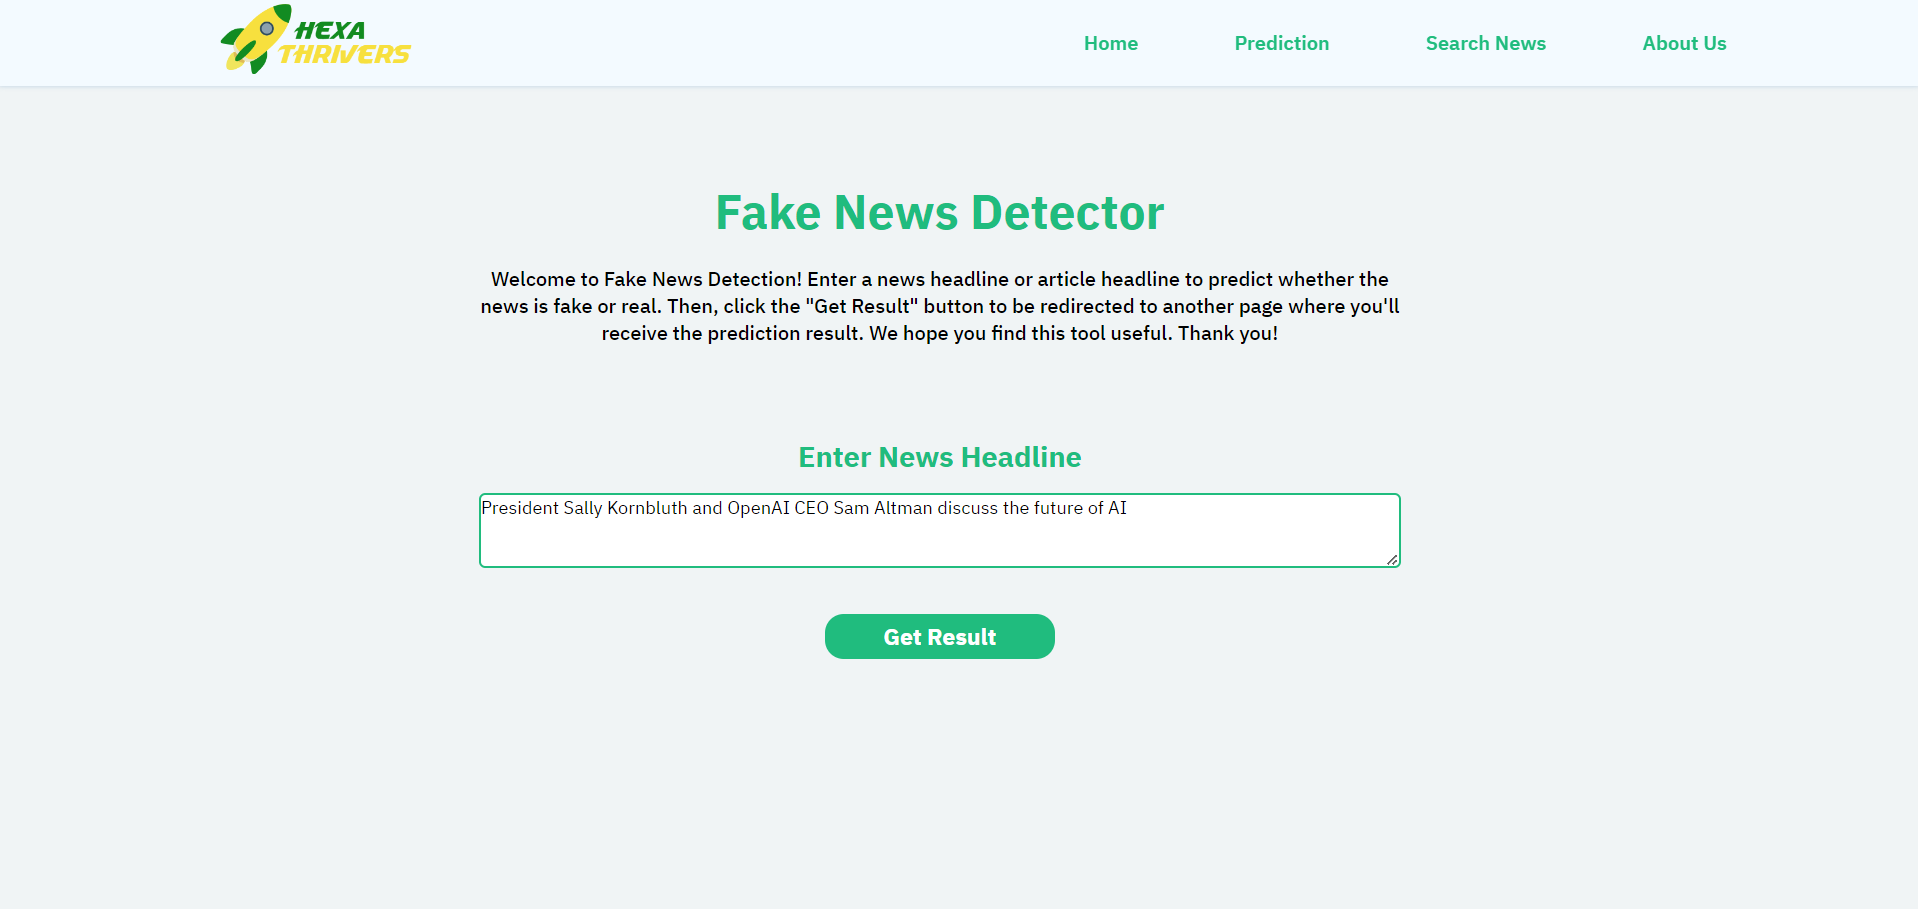 HEXA
THRIVERS
Home
Prediction
Search News
About Us
Fake News Detector
Welcome to Fake News Detection! Enter a news headline or article headline to predict whether the
news is fake or real. Then, click the "Get Result" button to be redirected to another page where you'll
receive the prediction result. We hope you find this tool useful. Thank you!
Enter News Headline
President Sally Kornbluth and OpenAI CEO Sam Altman discuss the future of AI
Get Result